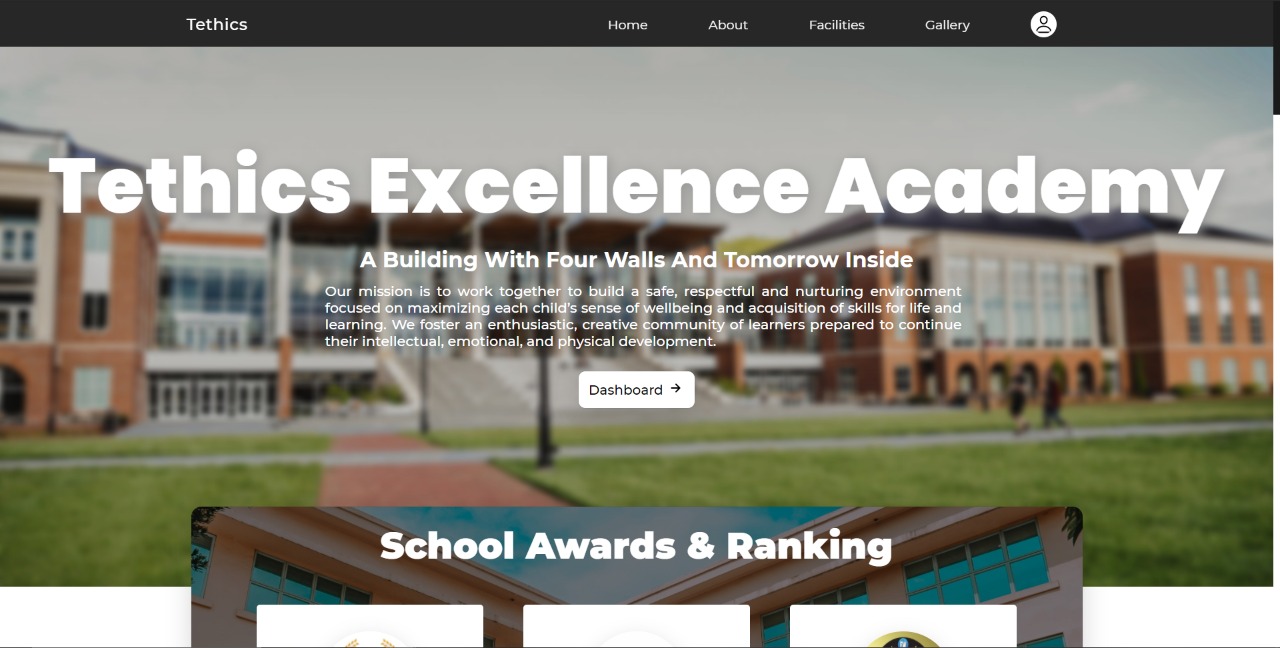 Tethics
Home About Facilities Gallery
Tethics Excellence Academy
A Building With Four Walls And Tomorrow Inside
Our mission is to work together to build a safe, respectful and nurturing environment
focused on maximizing each child's sense of wellbeing and acquisition of skills for life and
learning. We foster an enthusiastic, creative community of learners prepared to continue
their intellectual, emotional, and physical development.
Dashboard →
School Awards & Ranking